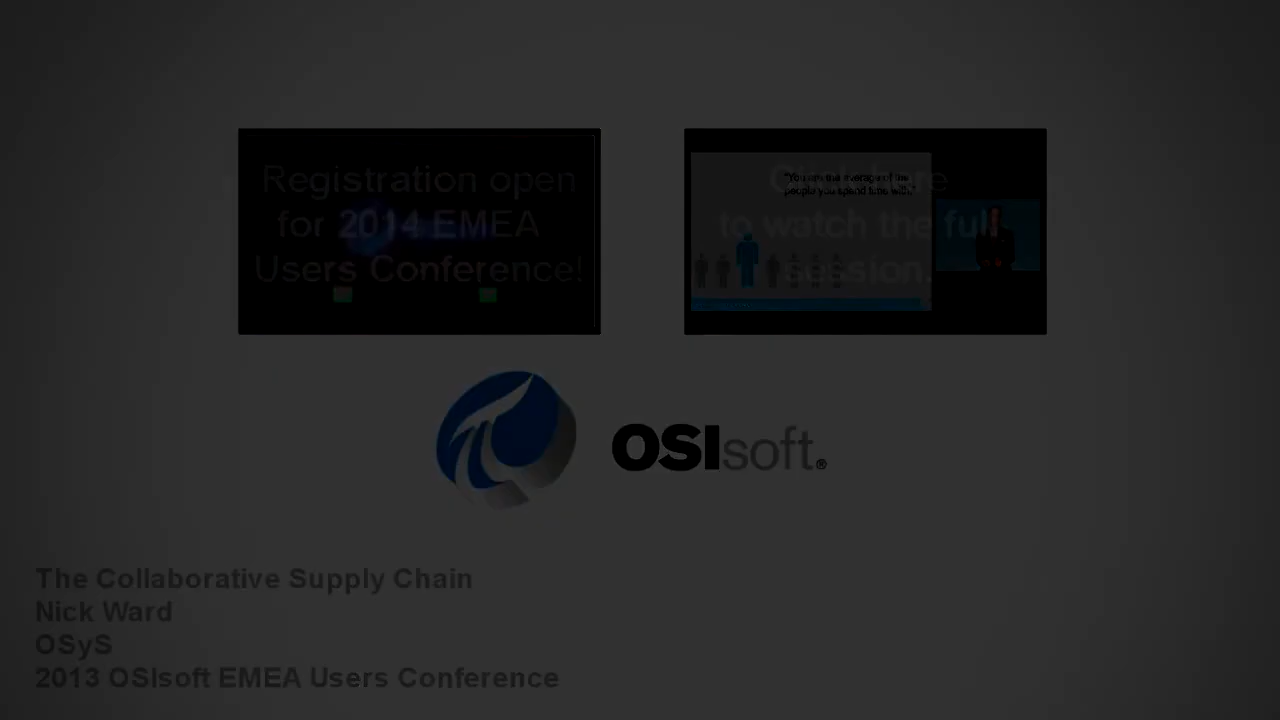 Registration open
for 2014 EMEA
Users Conference!
"You are the average of the
people you spend time with."
Click here
to watch the full
session.
OSIsoft®
The Collaborative Supply Chain
Nick Ward
OSyS
2013 OSIsoft EMEA Users Conference